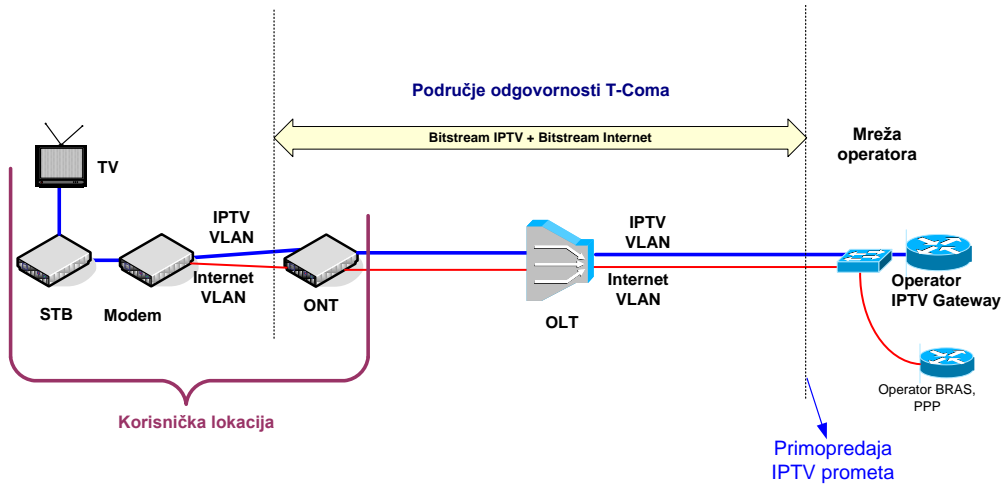 Područje odgovornosti T-Coma
Bitstream IPTV + Bitstream Internet
Mreža
operatora
TV
IPTV
VLAN
Internet
VLAN
STB
Modem
ONT
OLT
IPTV
VLAN
Internet
VLAN
Operator
IPTV Gateway
Operator BRAS,
PPP
Korisnička lokacija
Primopredaja
IPTV prometa